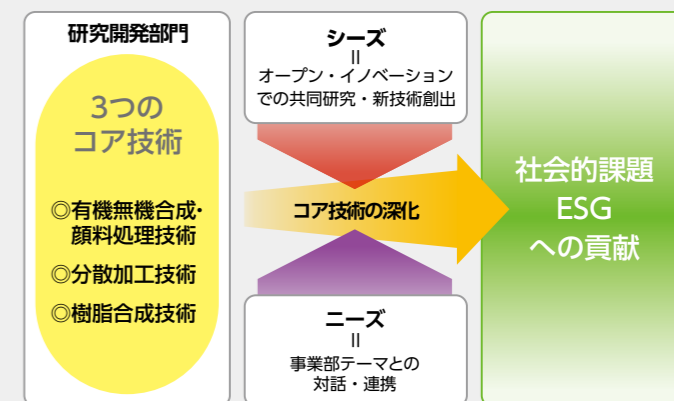 研究開発部門
3つの
コア技術
◎有機無機合成・
顔料処理技術
◎分散加工技術
◎樹脂合成技術
シーズ
=
オープン・イノベーション
での共同研究・新技術創出
コア技術の深化
ニーズ
=
事業部テーマとの
対話・連携
社会的課題
ESG
への貢献